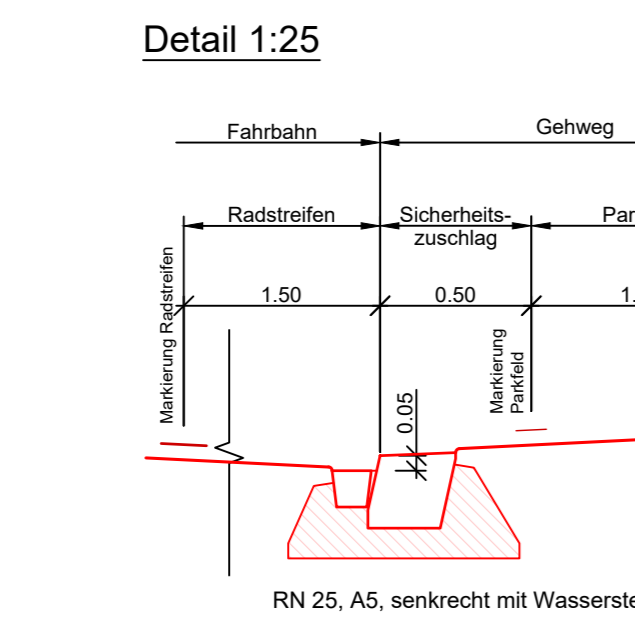 Detail 1:25
Fahrbahn
Gehweg
Radstreifen
Sicherheits-
zuschlag
1.50
0.50
Markierung Radstreifen
Markierung
Parkfeld
0.05
RN 25, A5, senkrecht mit